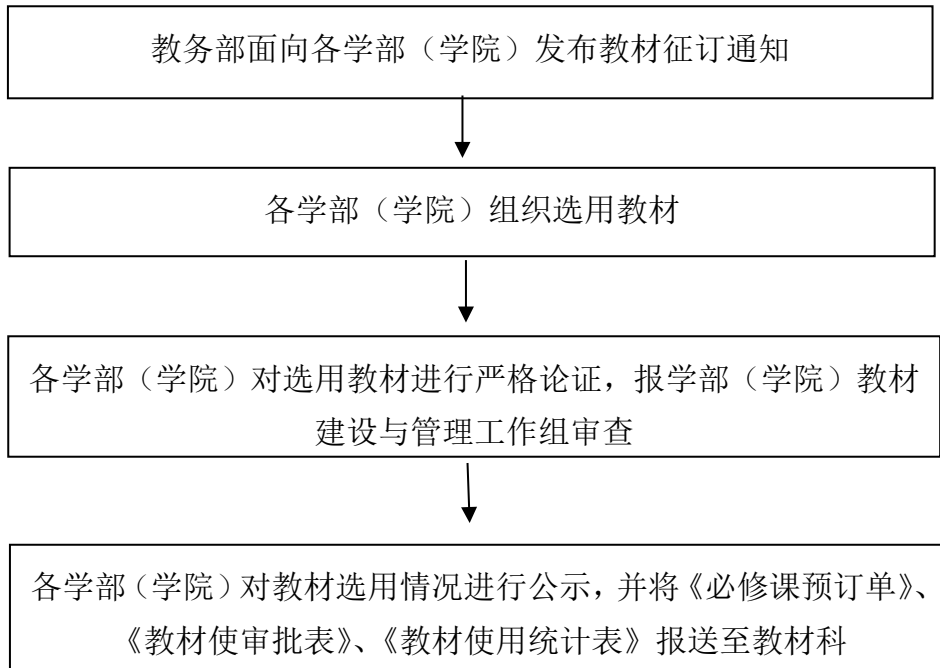 教务部面向各学部（学院）发布教材征订通知
各学部（学院）组织选用教材
各学部（学院）对选用教材进行严格论证，报学部（学院）教材
建设与管理工作组审查
各学部（学院）对教材选用情况进行公示，并将《必修课预订单》、
《教材使审批表》、《教材使用统计表》报送至教材科